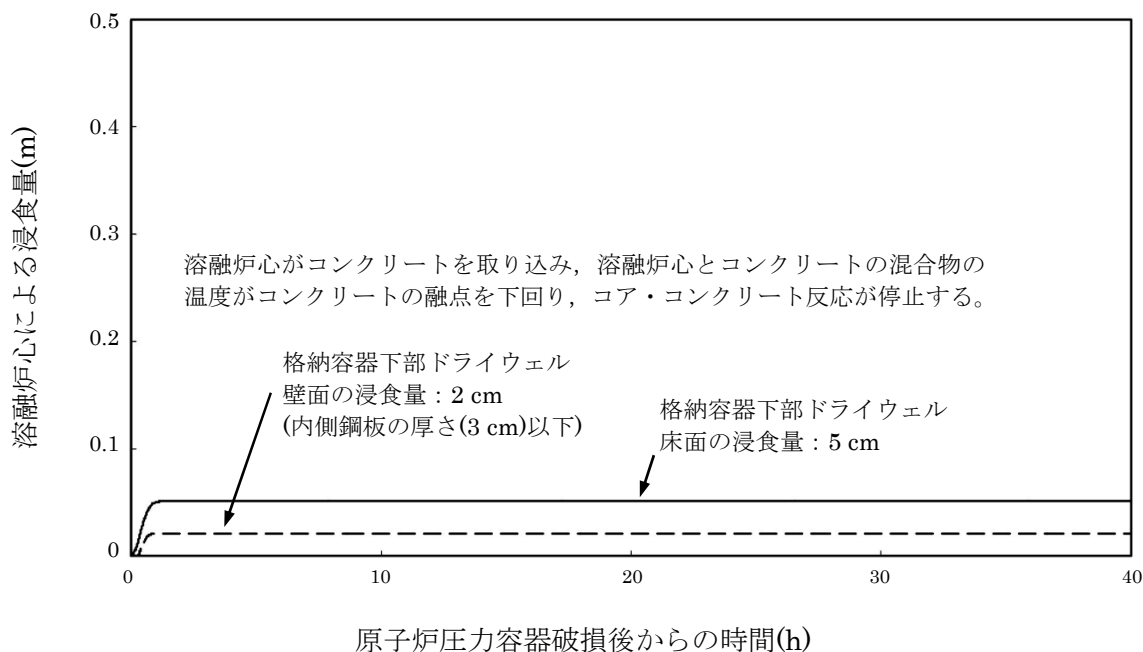 溶融炉心による浸食量(m)
0.5
0.4
0.3
0.2
0.1
0
溶融炉心がコンクリートを取り込み，溶融炉心とコンクリートの混合物の
温度がコンクリートの融点を下回り，コア・コンクリート反応が停止する。
格納容器下部ドライウェル
壁面の浸食量：2 cm
(内側鋼板の厚さ(3 cm)以下)
格納容器下部ドライウェル
床面の浸食量：5 cm
0 10 20 30 40
原子炉圧力容器破損後からの時間(h)